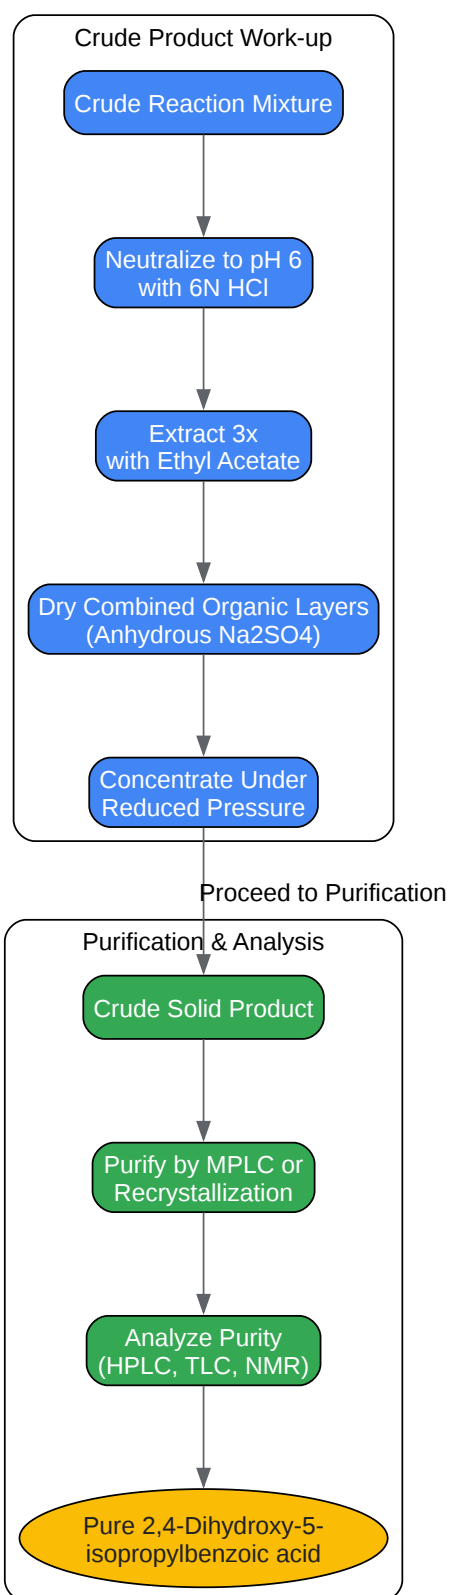 Crude Product Work-up
Crude Reaction Mixture
Neutralize to pH 6
with 6N HCl
Extract 3x
with Ethyl Acetate
Dry Combined Organic Layers
(Anhydrous Na2SO4)
Concentrate Under
Reduced Pressure
Proceed to Purification
Purification & Analysis
Crude Solid Product
Purify by MPLC or
Recrystallization
Analyze Purity
(HPLC, TLC, NMR)
Pure 2,4-Dihydroxy-5-
isopropylbenzoic acid